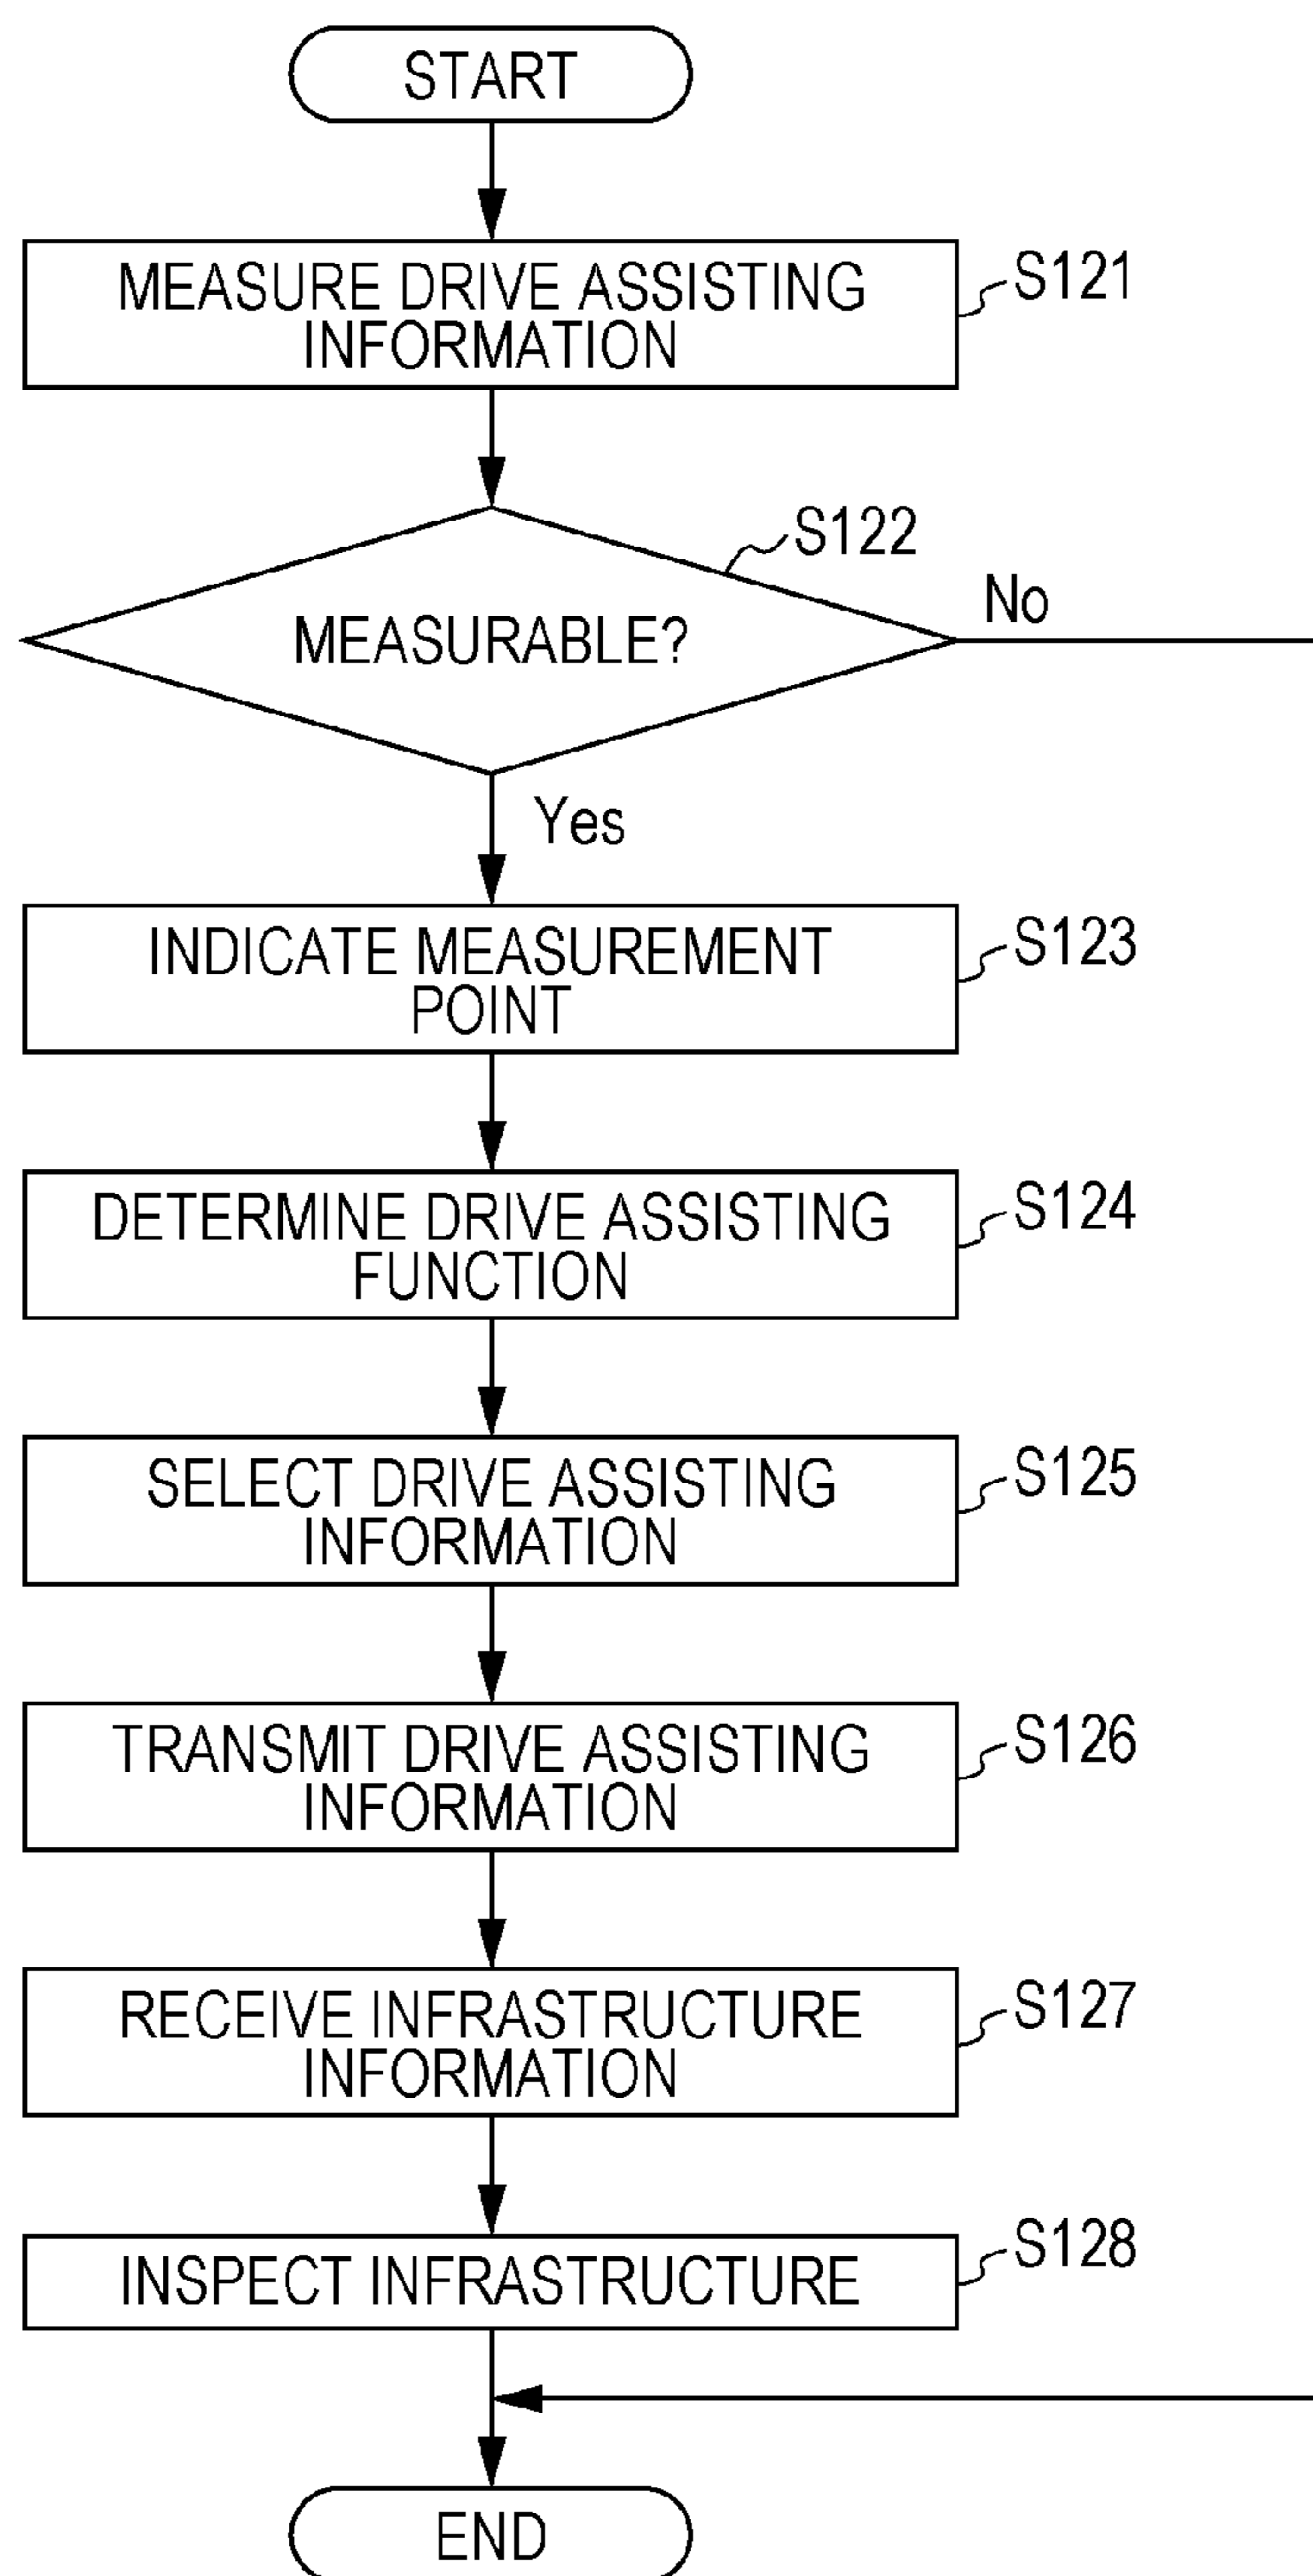 START
MEASURE DRIVE ASSISTING
INFORMATION
S121
S122
MEASURABLE?
No
Yes
INDICATE MEASUREMENT
POINT
S123
DETERMINE DRIVE ASSISTING
FUNCTION
S124
SELECT DRIVE ASSISTING
INFORMATION
S125
TRANSMIT DRIVE ASSISTING
INFORMATION
S126
RECEIVE INFRASTRUCTURE
INFORMATION
S127
INSPECT INFRASTRUCTURE
S128
END